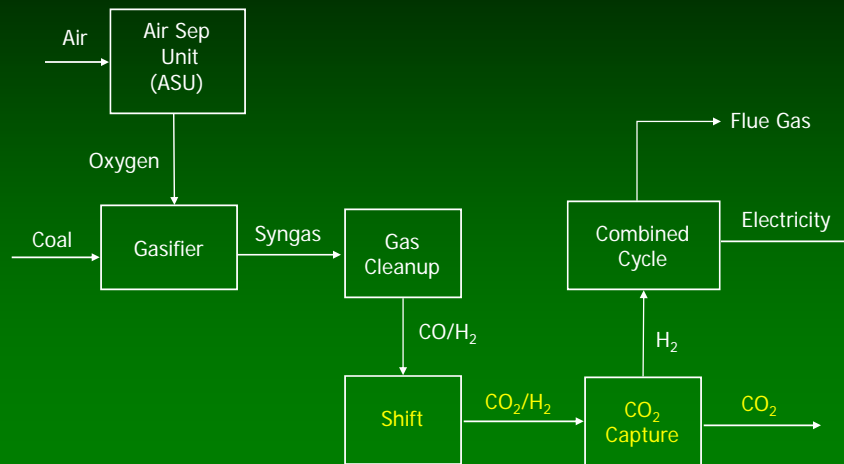 Air
Air Sep
Unit
(ASU)
Flue Gas
Oxygen
Coal
Gasifier
Syngas
Gas
Cleanup
Combined
Cycle
Electricity
CO/H₂
H₂
Shift
CO₂/H₂
CO₂
Capture
CO₂